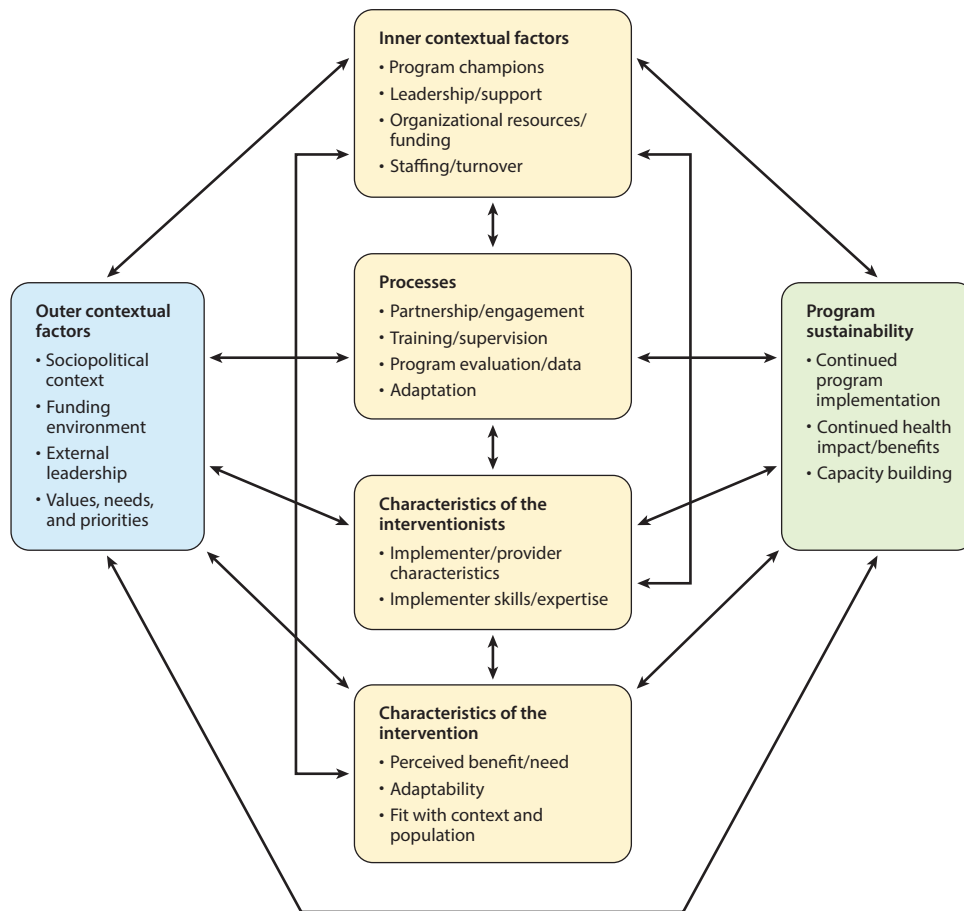 Inner contextual factors
• Program champions
• Leadership/support
• Organizational resources/
funding
• Staffing/turnover
Processes
• Partnership/engagement
• Training/supervision
• Program evaluation/data
• Adaptation
Outer contextual
factors
• Sociopolitical
context
• Funding
environment
• External
leadership
• Values, needs,
and priorities
Program
sustainability
• Continued
program
implementation
• Continued health
impact/benefits
• Capacity building
Characteristics of the
interventionists
• Implementer/provider
characteristics
• Implementer skills/expertise
Characteristics of the
intervention
• Perceived benefit/need
• Adaptability
• Fit with context and
population